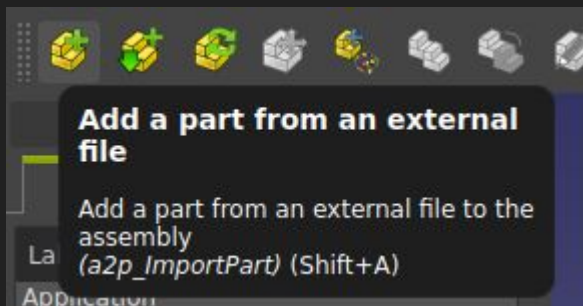 Add a part from an external
file
Add a part from an external file to the
assembly
(a2p_ImportPart) (Shift+A)
La
Application